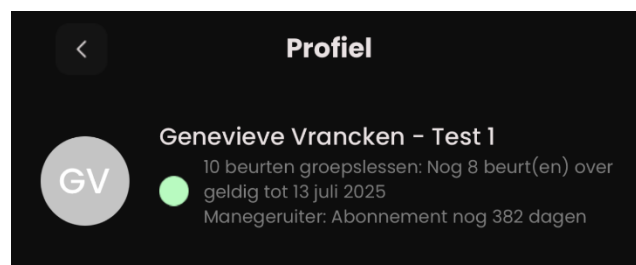 Profiel
GV
Genevieve Vrancken - Test 1
10 beurten groepslessen: Nog 8 beurt(en) over
geldig tot 13 juli 2025
Manegeruiter: Abonnement nog 382 dagen